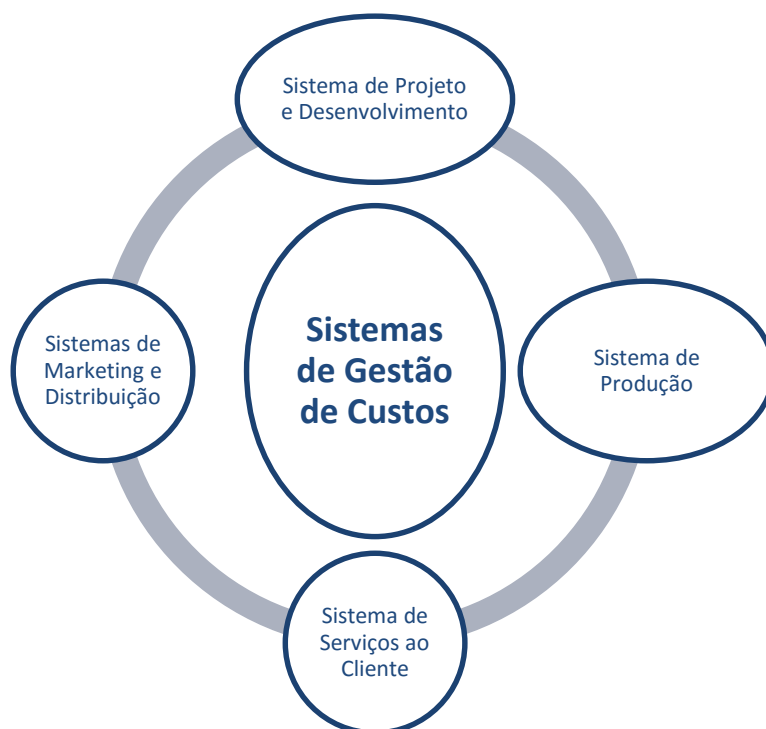 Sistema de Projeto
e Desenvolvimento
Sistemas de
Marketing e
Distribuição
Sistemas
de Gestão
de Custos
Sistema de
Produção
Sistema de
Serviços ao
Cliente